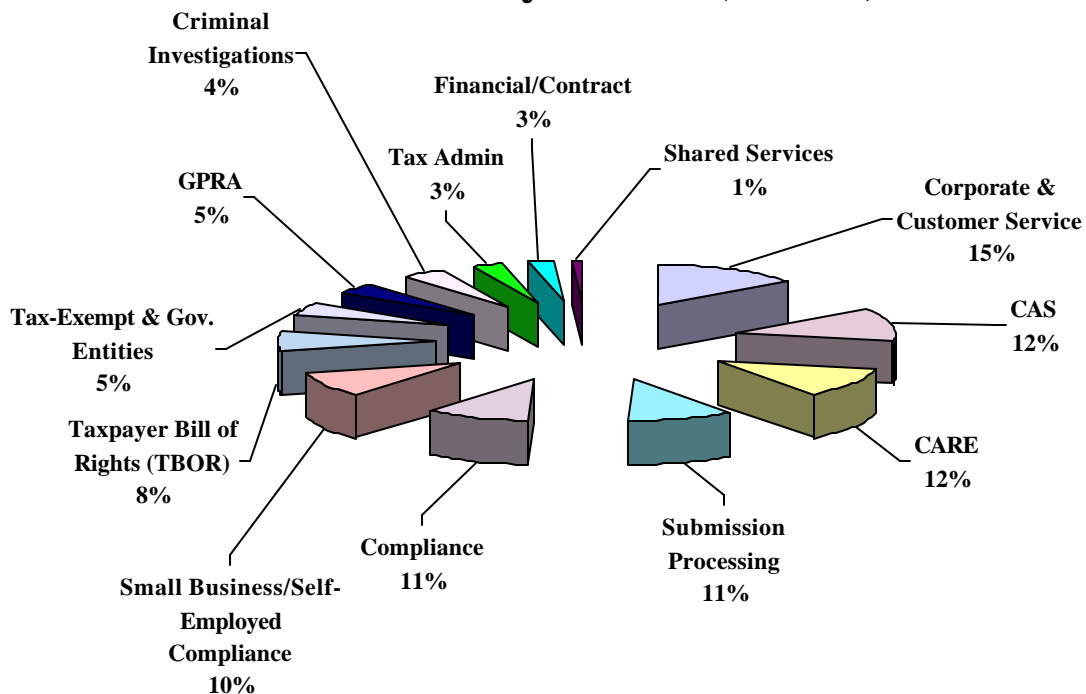 Criminal
Investigations
4%
Financial/Contract
3%
Tax Admin
3%
Shared Services
1%
GPRA
5%
Corporate &
Customer Service
15%
Tax-Exempt & Gov.
Entities
5%
CAS
12%
Taxpayer Bill of
Rights (TBOR)
8%
CARE
12%
Submission
Processing
11%
Compliance
11%
Small Business/Self-
Employed
Compliance
10%